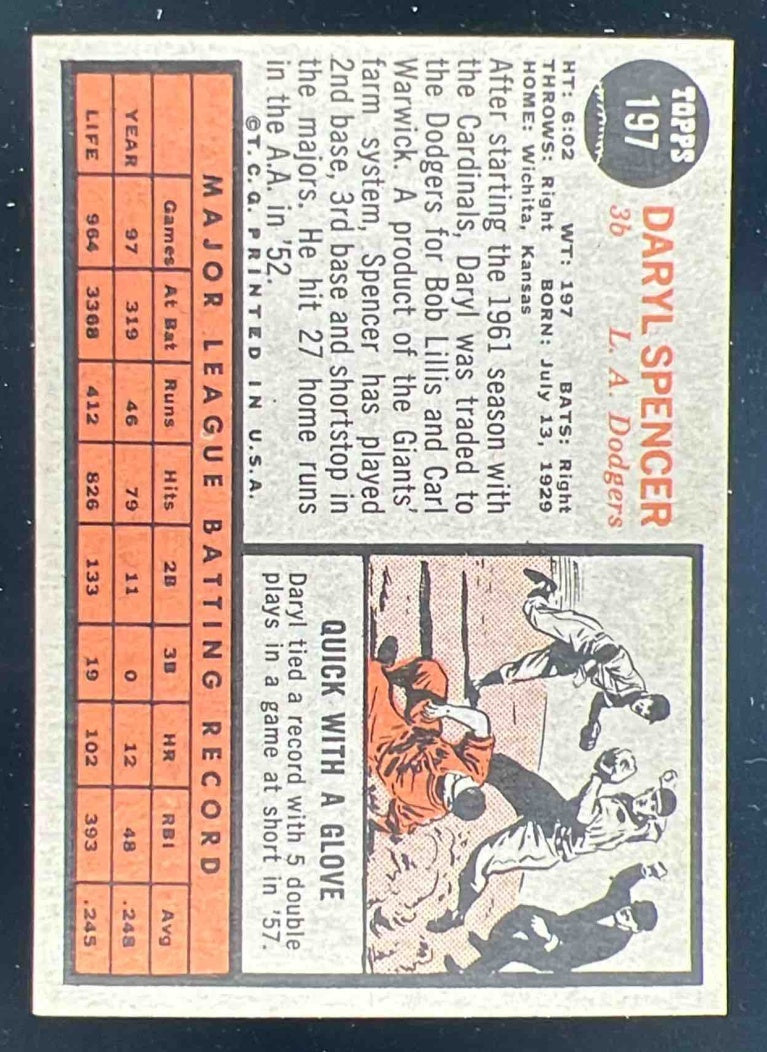 TOPPS
197
DARYL SPENCER
3b L. A. Dodgers
HT: 6:02 WT: 197 BATS: Right
THROWS: Right BORN: July 13, 1929
HOME: Wichita, Kansas
After starting the 1961 season with
the Cardinals, Daryl was traded to
the Dodgers for Bob Lillis and Carl
Warwick. A product of the Giants'
farm system, Spencer has played
2nd base, 3rd base and shortstop in
the majors. He hit 27 home runs
in the A.A. in '52.
©T.C.G. PRINTED IN U.S.A.
QUICK WITH A GLOVE
Daryl tied a record with 5 double
plays in a game at short in '57.
MAJOR LEAGUE BATTING RECORD
Games At Bat Runs Hits 2B 3B HR RBI Avg
YEAR 97 319 46 79 11 0 12 48 .248
LIFE 964 3368 412 826 133 19 102 393 .245